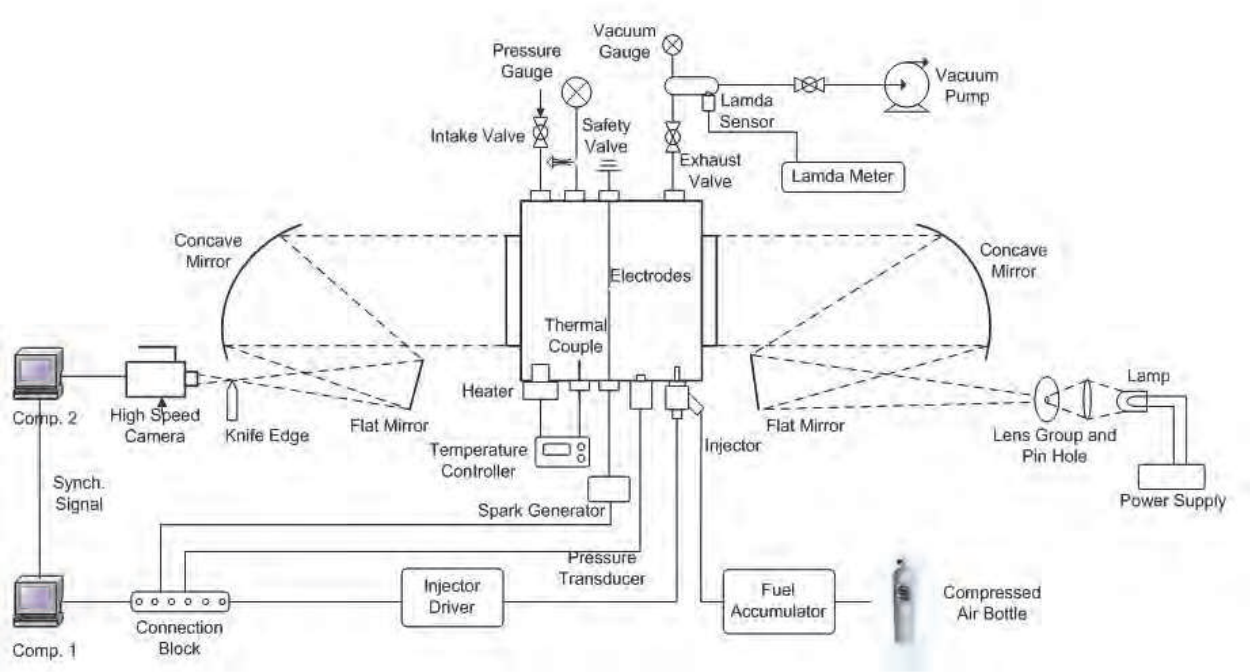 Vacuum
Gauge
Pressure
Gauge
Vacuum
Pump
Lamda
Sensor
Intake Valve
Safety
Valve
Exhaust
Valve
Lamda Meter
Concave
Mirror
Concave
Mirror
Electrodes
Thermal
Couple
Heater
Lamp
Comp. 2
High Speed
Camera
Knife Edge
Flat Mirror
Flat Mirror
Lens Group and
Pin Hole
Temperature
Controller
Injector
Synch.
Signal
Spark Generator
Power Supply
Pressure
Transducer
Injector
Driver
Fuel
Accumulator
Compressed
Air Bottle
Connection
Block
Comp. 1